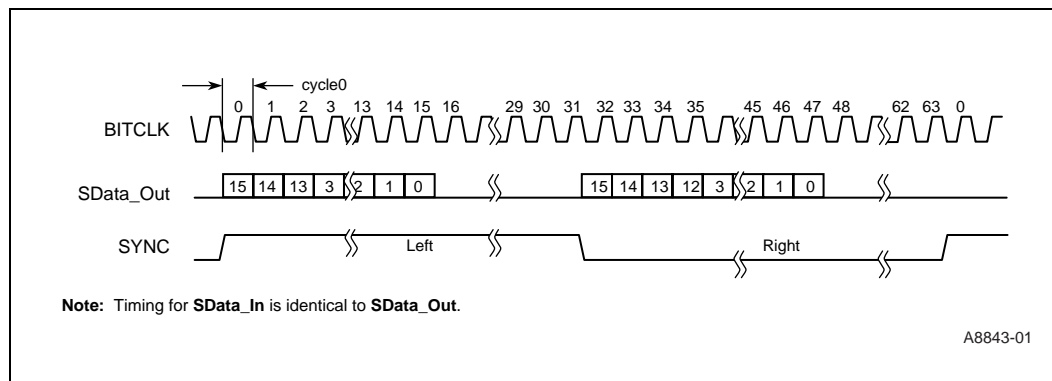 cycle0
0 1 2 3 13 14 15 16 29 30 31 32 33 34 35 45 46 47 48 62 63 0
BITCLK
SData_Out 15 14 13 3 2 1 0 15 14 13 12 3 2 1 0
SYNC Left Right
Note: Timing for SData_In is identical to SData_Out.
A8843-01